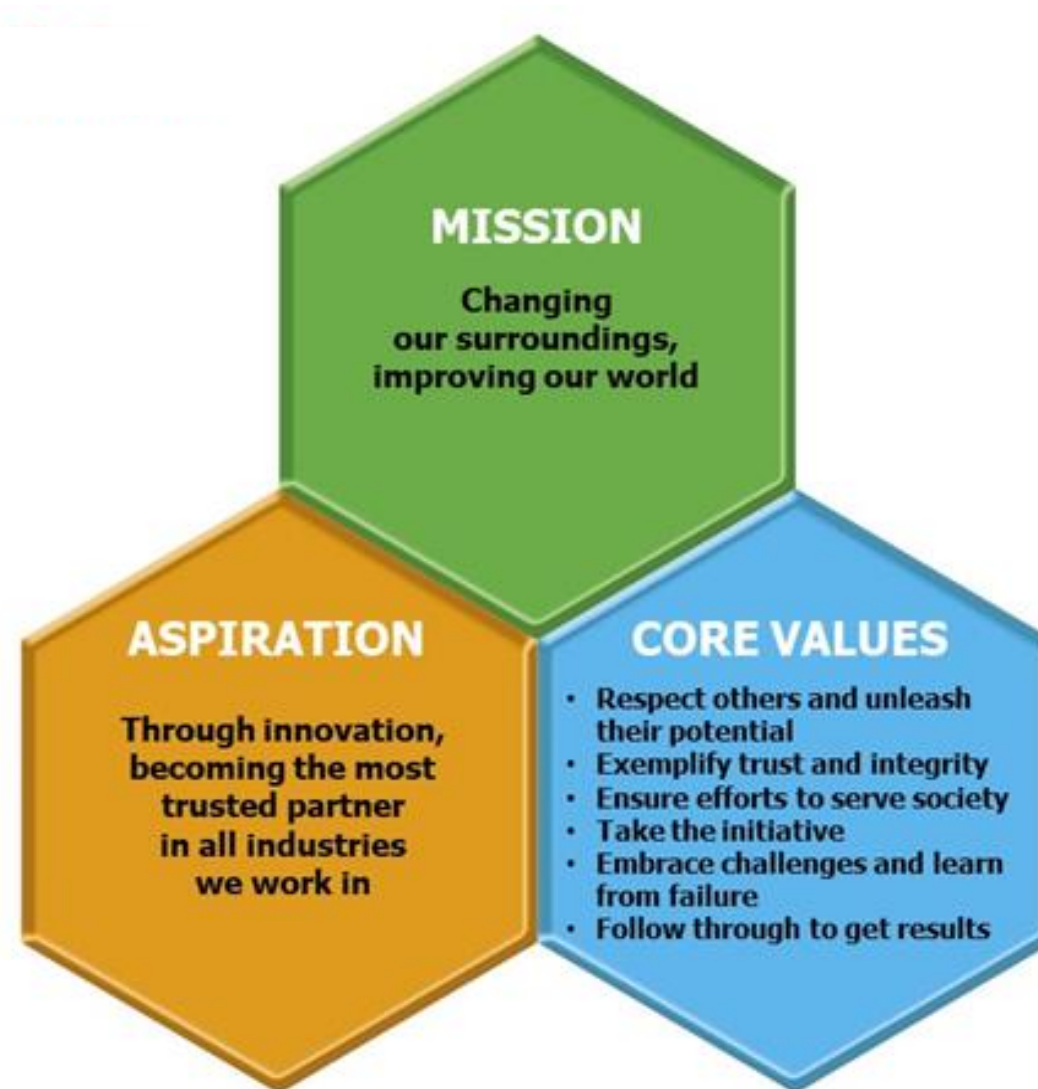 MISSION
Changing
our surroundings,
improving our world
ASPIRATION
Through innovation,
becoming the most
trusted partner
in all industries
we work in
CORE VALUES
• Respect others and unleash
their potential
• Exemplify trust and integrity
• Ensure efforts to serve society
• Take the initiative
• Embrace challenges and learn
from failure
• Follow through to get results